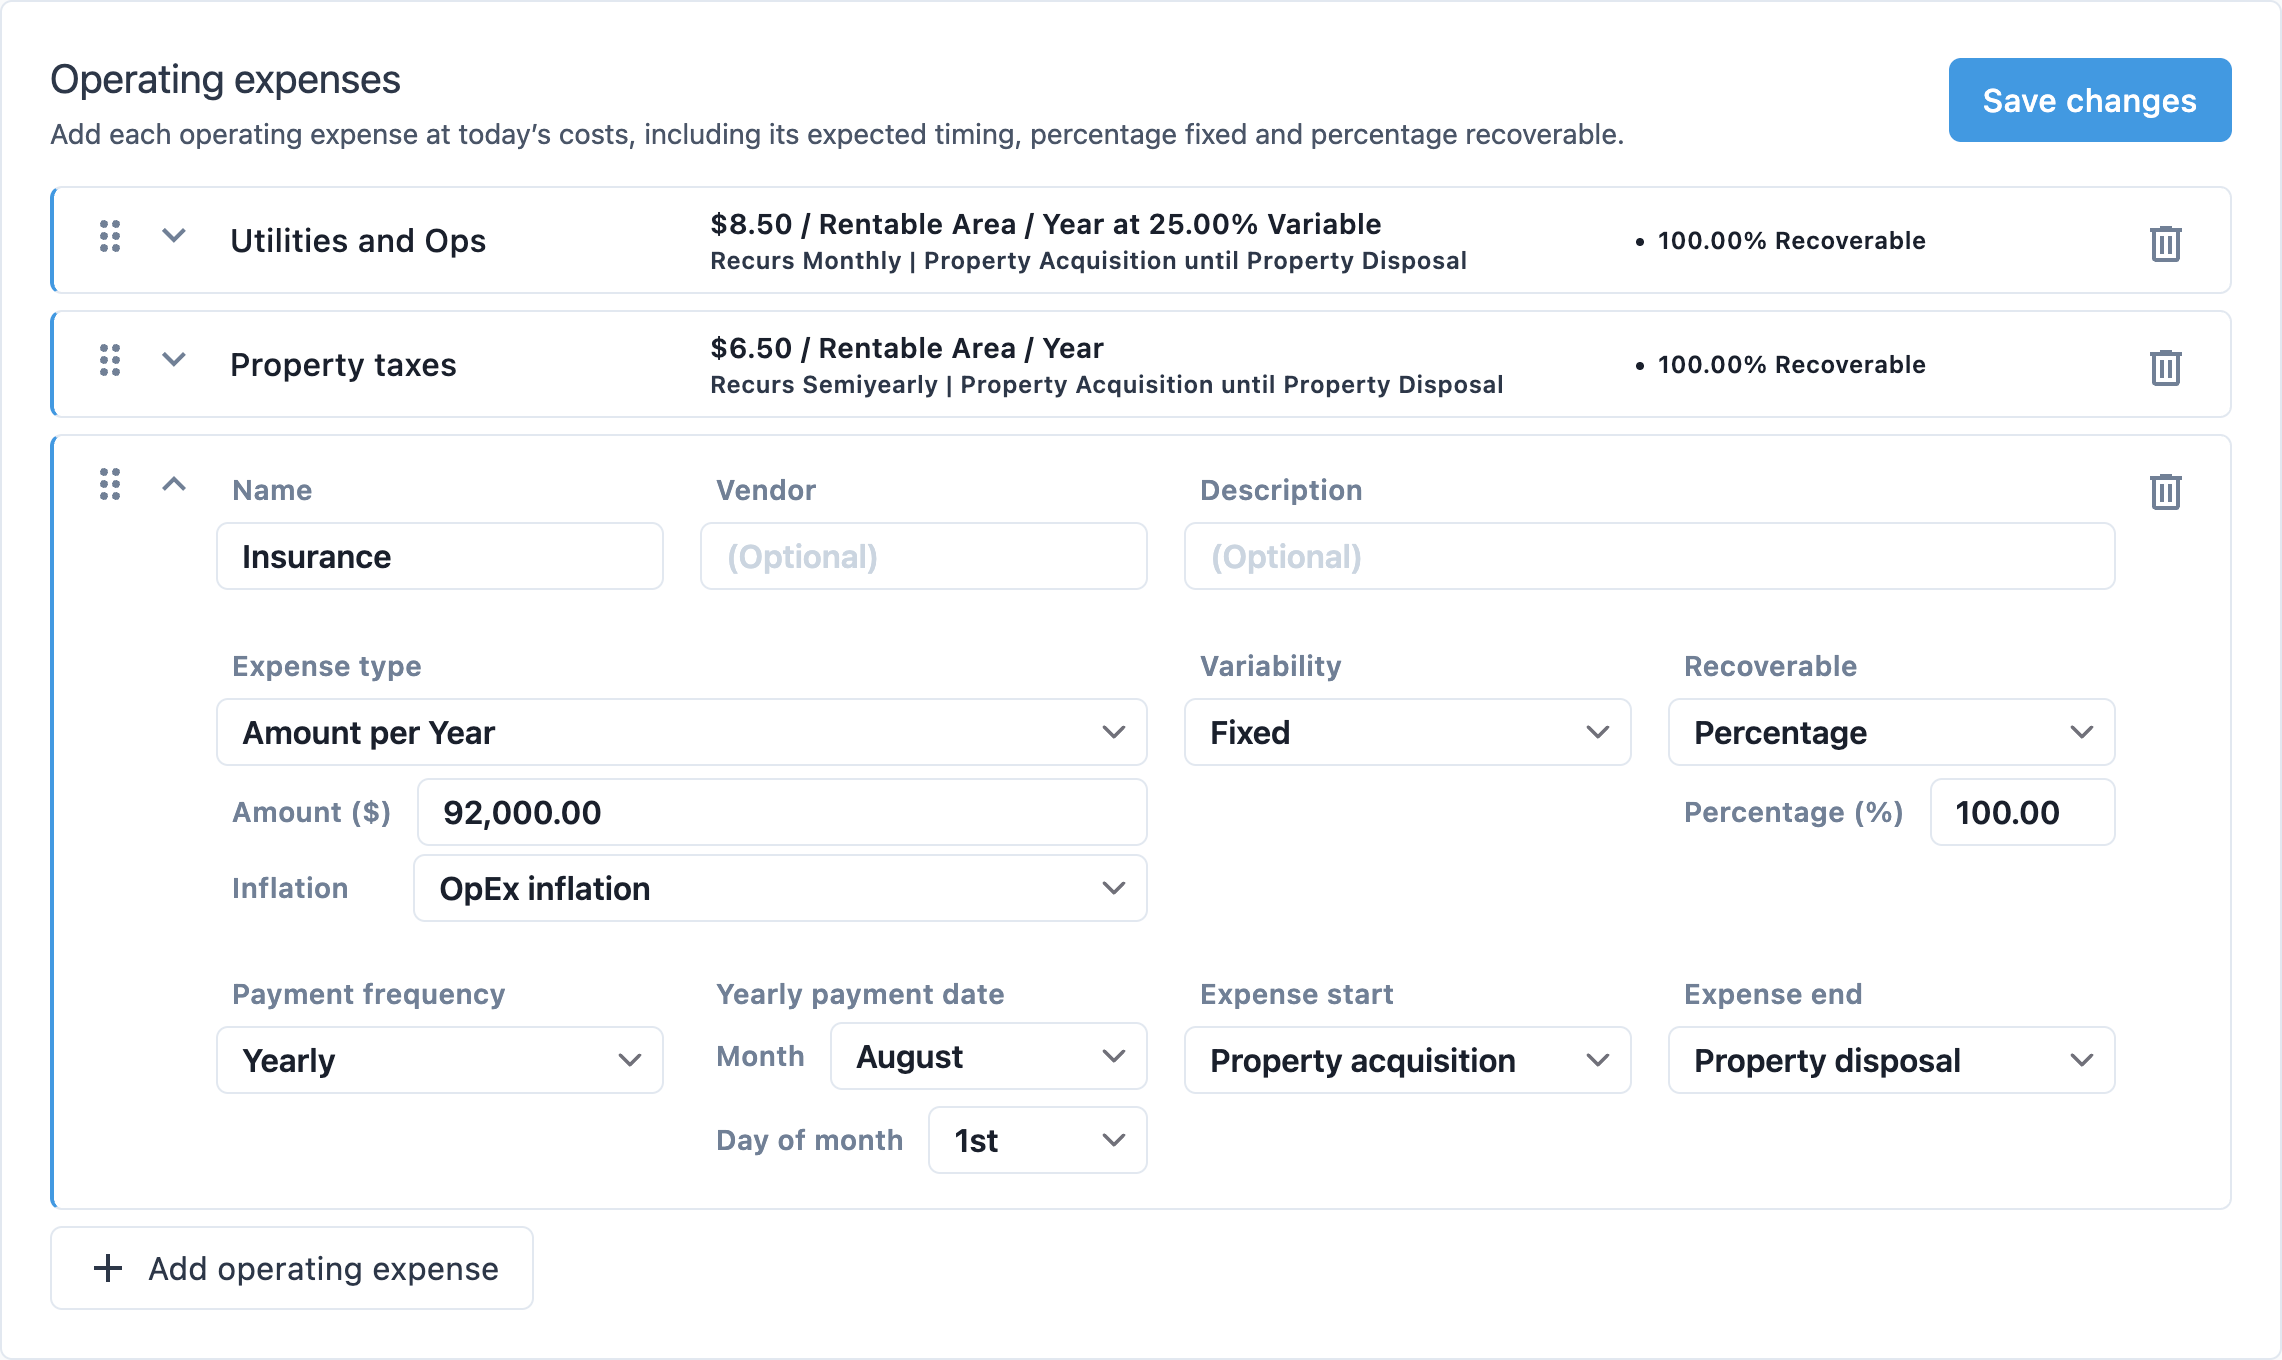 Operating expenses
Save changes
Add each operating expense at today’s costs, including its expected timing, percentage fixed and percentage recoverable.
Utilities and Ops
$8.50 / Rentable Area / Year at 25.00% Variable
Recurs Monthly | Property Acquisition until Property Disposal
• 100.00% Recoverable
Property taxes
$6.50 / Rentable Area / Year
Recurs Semiyearly | Property Acquisition until Property Disposal
• 100.00% Recoverable
Name Vendor Description
Insurance (Optional) (Optional)
Expense type Variability Recoverable
Amount per Year Fixed Percentage
Amount ($) 92,000.00 Percentage (%) 100.00
Inflation OpEx inflation
Payment frequency Yearly payment date Expense start Expense end
Yearly Month August Property acquisition Property disposal
Day of month 1st
Add operating expense